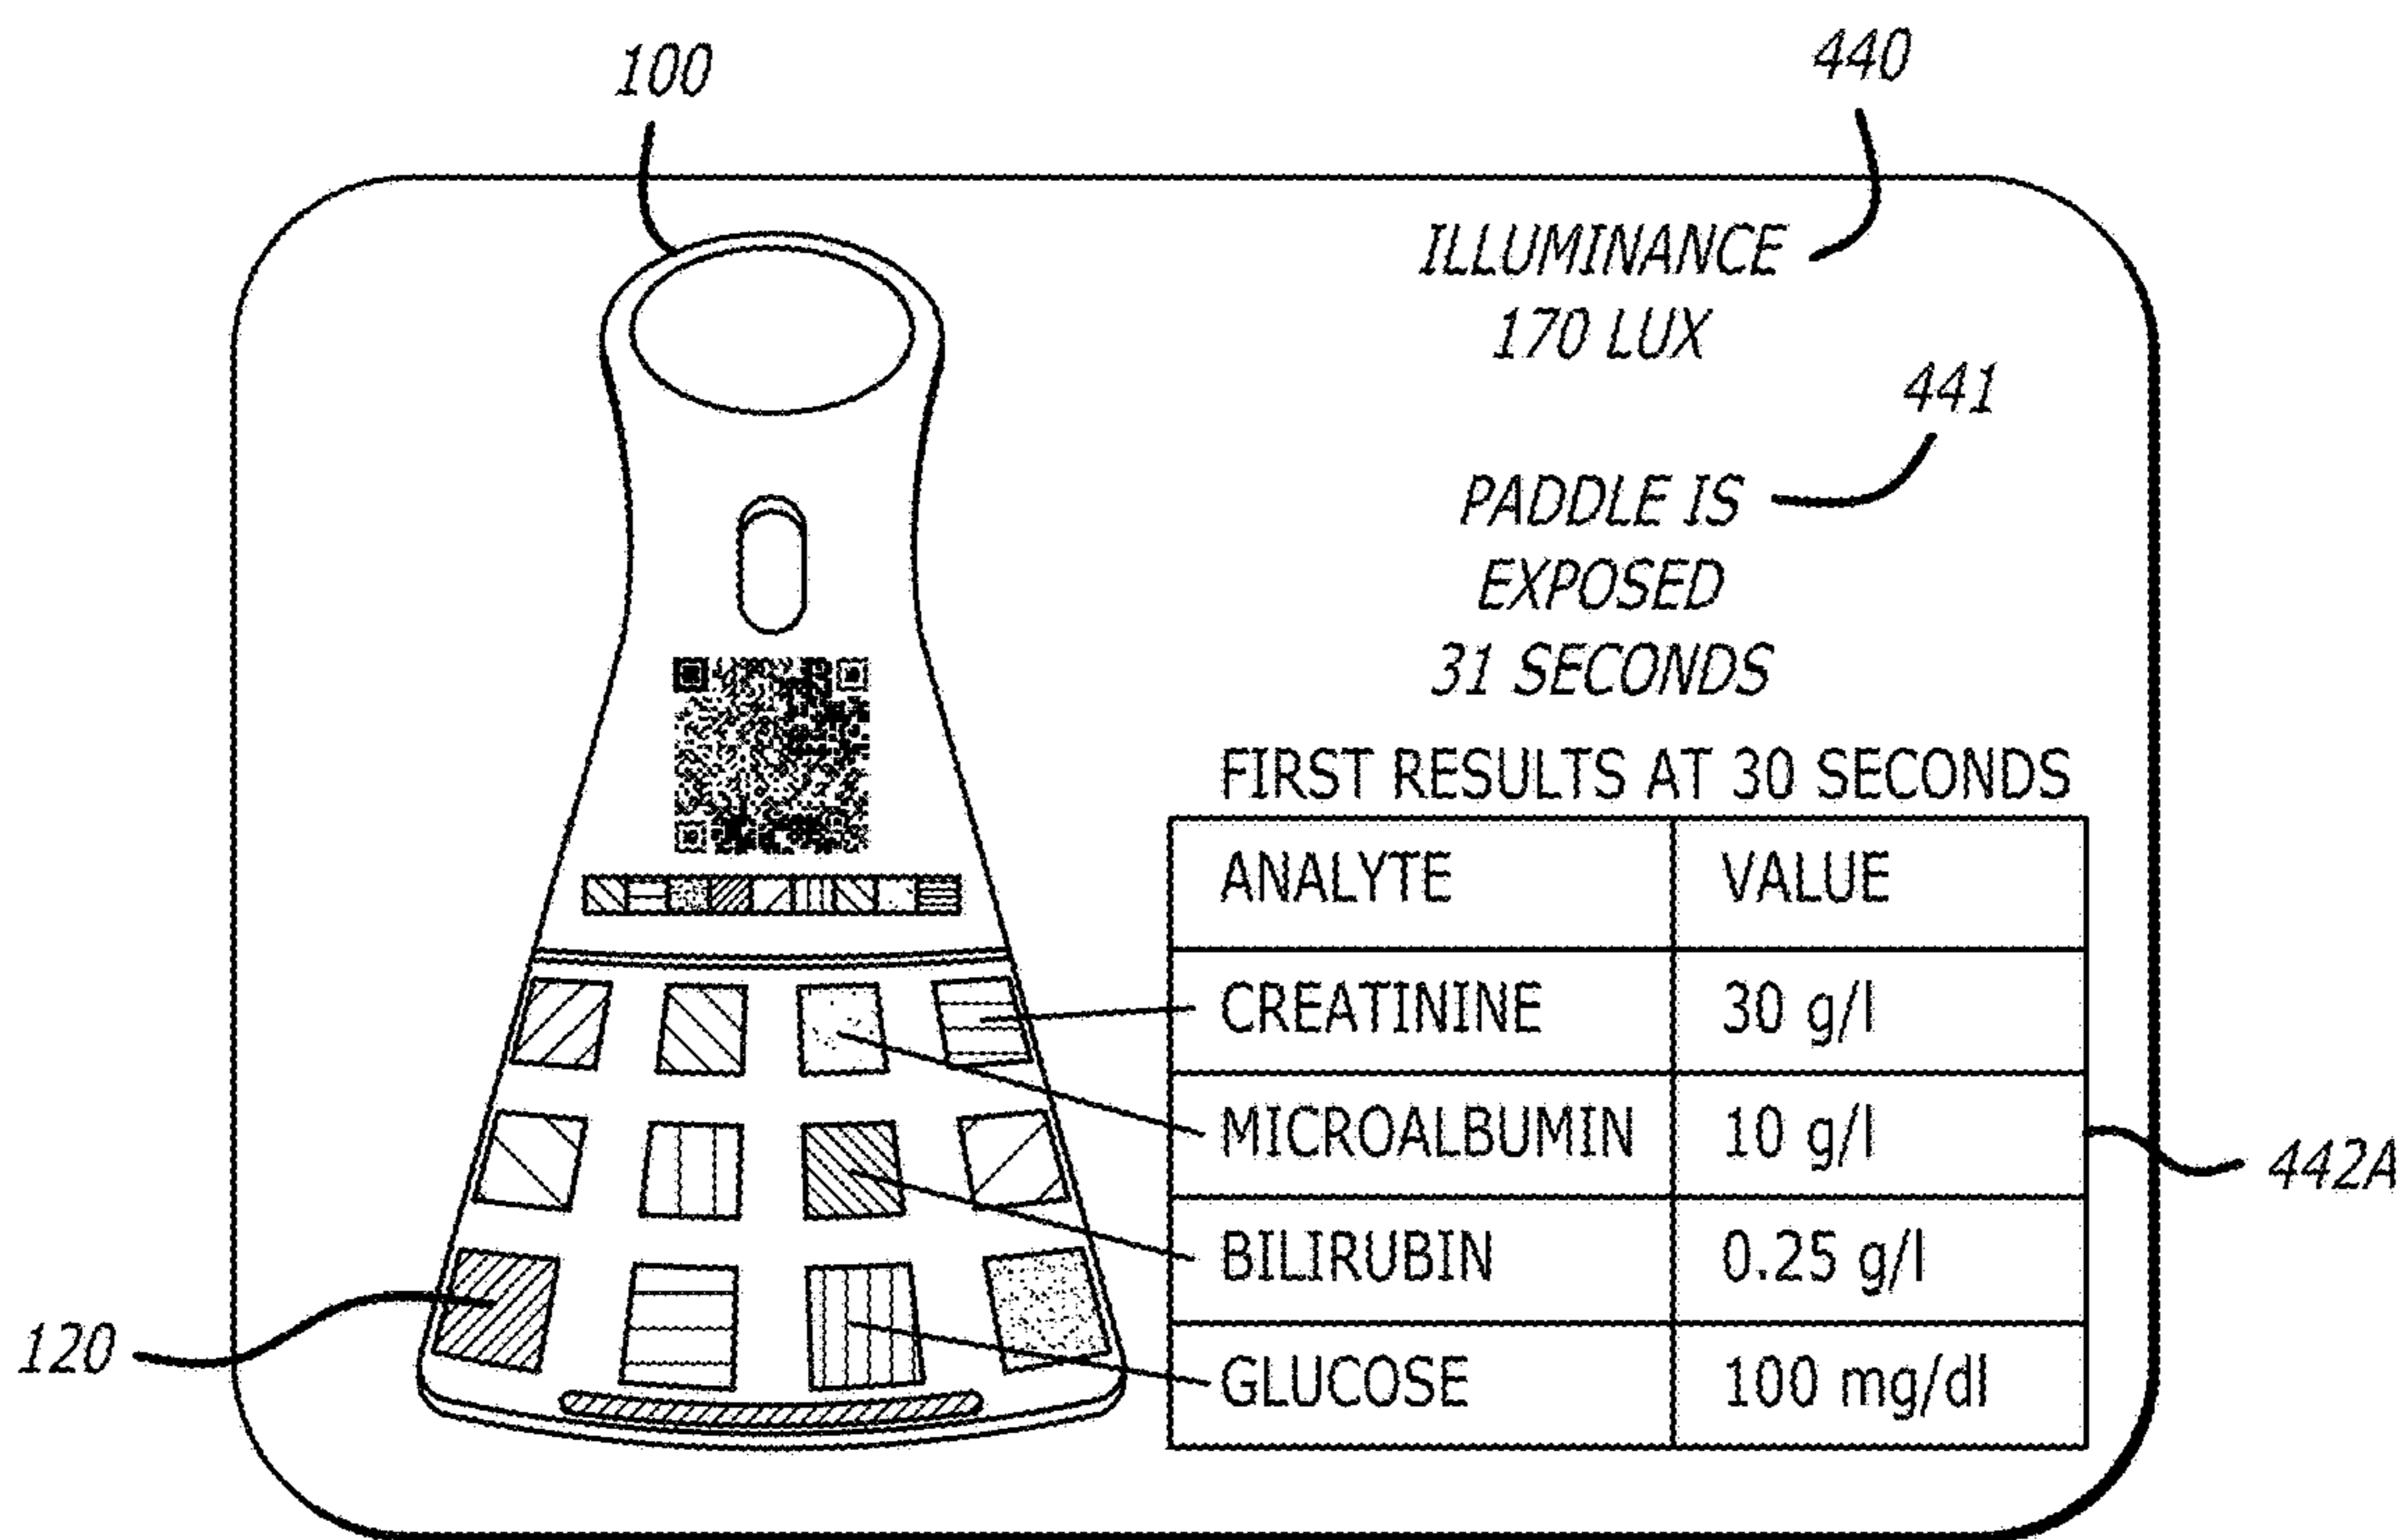 100
440
ILLUMINANCE
170 LUX
441
PADDLE IS
EXPOSED
31 SECONDS
FIRST RESULTS AT 30 SECONDS
ANALYTE VALUE
CREATININE 30 g/l
MICROALBUMIN 10 g/l
442A
BILIRUBIN 0.25 g/l
120
GLUCOSE 100 mg/dl